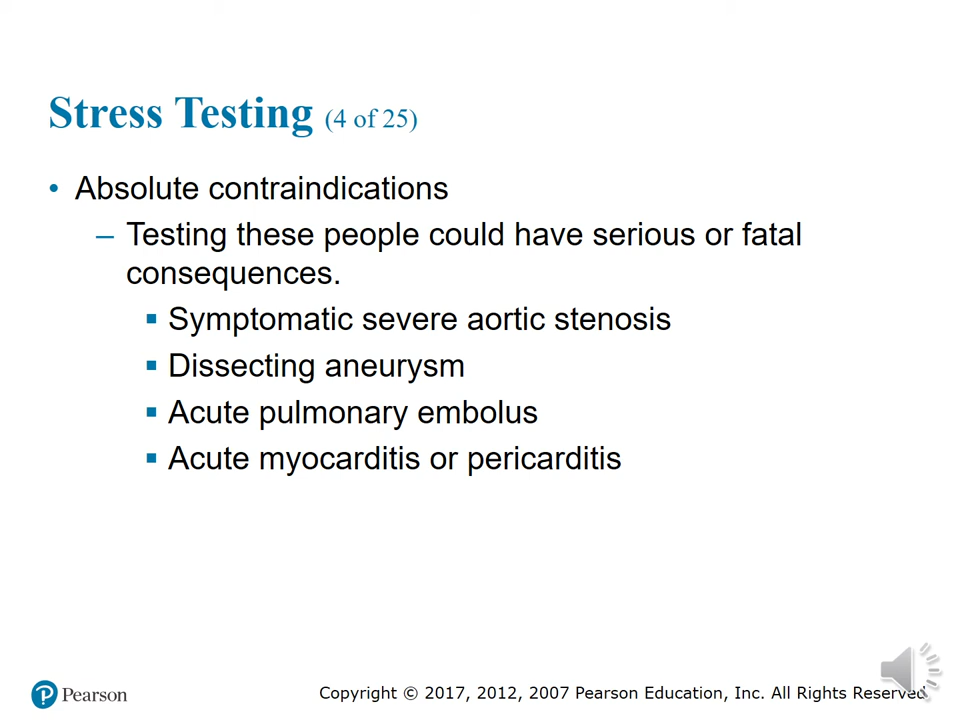 Stress Testing (4 of 25)
• Absolute contraindications
– Testing these people could have serious or fatal
consequences.
▪ Symptomatic severe aortic stenosis
▪ Dissecting aneurysm
▪ Acute pulmonary embolus
▪ Acute myocarditis or pericarditis
Pearson
Copyright © 2017, 2012, 2007 Pearson Education, Inc. All Rights Reserved